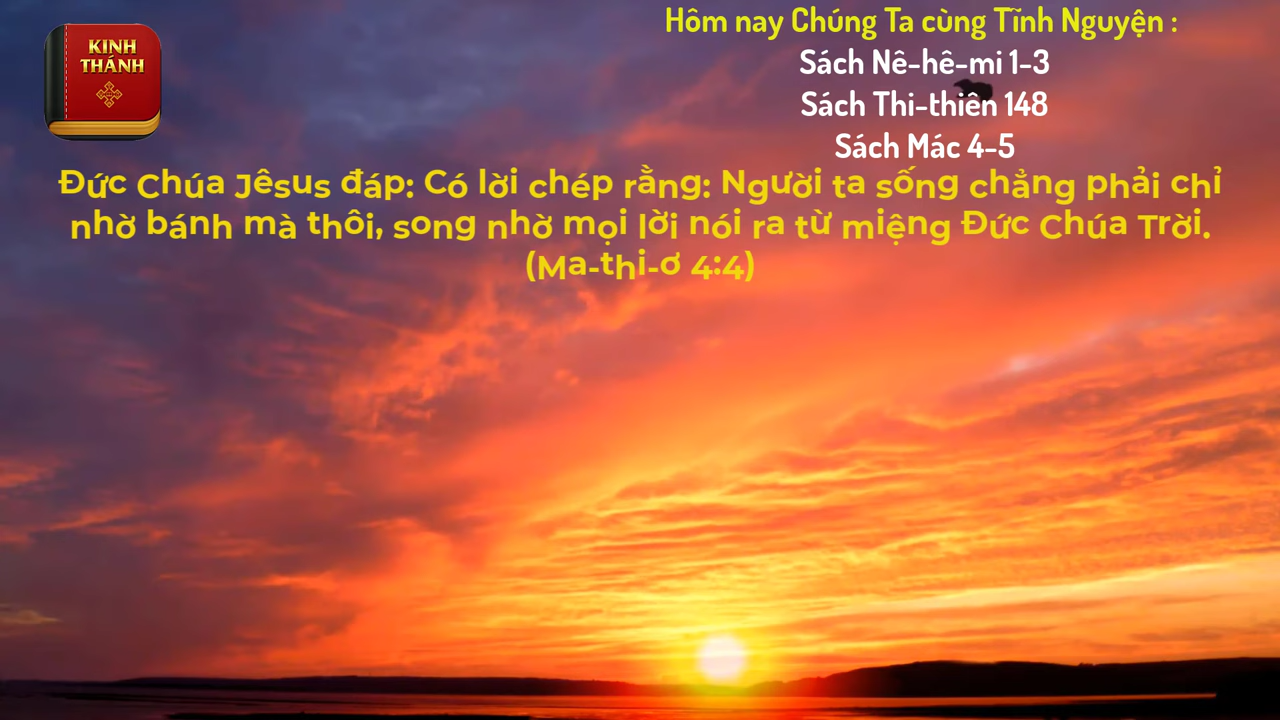 KINH
THÁNH
Hôm nay Chúng Ta cùng Tĩnh Nguyện :
Sách Nê-hê-mi 1-3
Sách Thi-thiên 148
Sách Mác 4-5
Đức Chúa Jêsus đáp: Có lời chép rằng: Người ta sống chẳng phải chỉ
nhờ bánh mà thôi, song nhờ mọi lời nói ra từ miệng Đức Chúa Trời.
(Ma-thi-ơ 4:4)